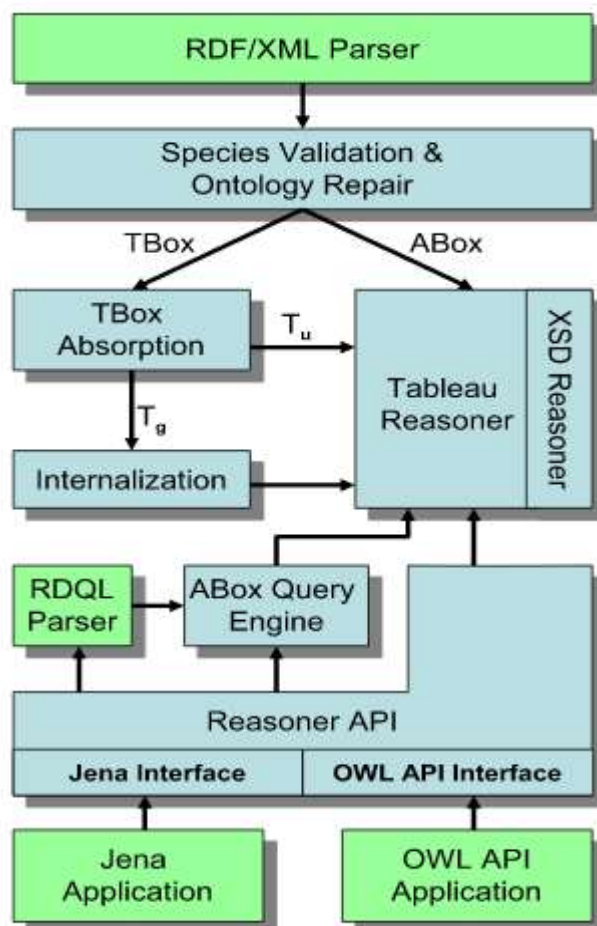 RDF/XML Parser
Species Validation &
Ontology Repair
TBox
ABox
TBox
Absorption
Tu
Tg
Tableau
Reasoner
XSD Reasoner
Internalization
RDQL
Parser
ABox Query
Engine
Reasoner API
Jena Interface
OWL API Interface
Jena
Application
OWL API
Application